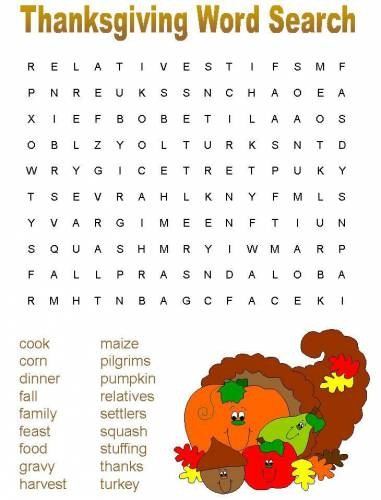 Thanksgiving Word Search
R E L A T I V E S T I F S M F
P N R E U K S S N C H A O E A
X I E F B O B E T I L A A O S
O B L Z Y O L T U R K S N T D
W R Y G I C E T R E T P U K Y
T S E V R A H L K N Y F M L S
Y V A R G I M E E N F T I U N
S Q U A S H M R Y I W M A R P
F A L L P R A S N D A L O B A
R M H T N B A G C F A C E K I
cook maize
corn pilgrims
dinner pumpkin
fall relatives
family settlers
feast squash
food stuffing
gravy thanks
harvest turkey